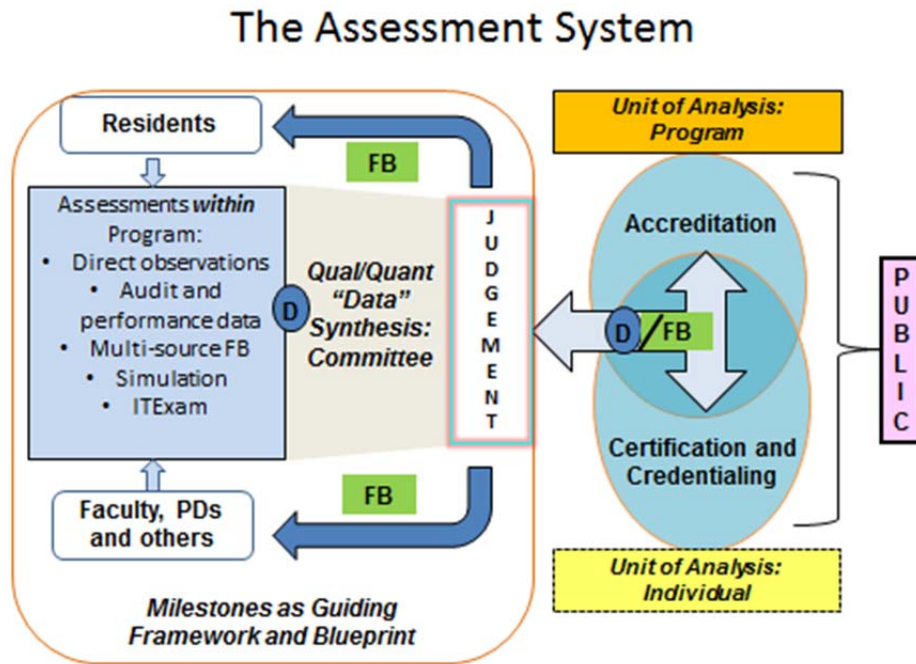 The Assessment System
Residents
FB
Assessments within
Program:
• Direct observations
• Audit and
performance data
• Multi-source FB
• Simulation
• ITExam
D
Qual/Quant
“Data”
Synthesis:
Committee
JUDGEMENT
FB
Faculty, PDs
and others
Milestones as Guiding
Framework and Blueprint
Unit of Analysis:
Program
Accreditation
D/FB
Certification and
Credentialing
Unit of Analysis:
Individual
PUBLIC